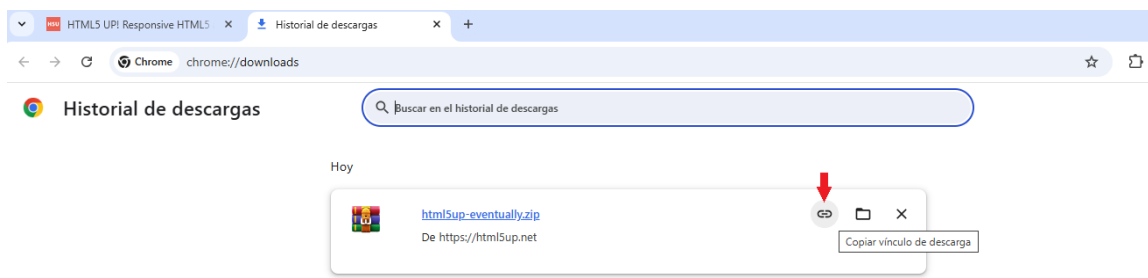 H5U HTML5 UP! Responsive HTML5 Historial de descargas
Chrome chrome://downloads
Historial de descargas Buscar en el historial de descargas
Hoy
html5up-eventually.zip
De https://html5up.net
Copiar vínculo de descarga